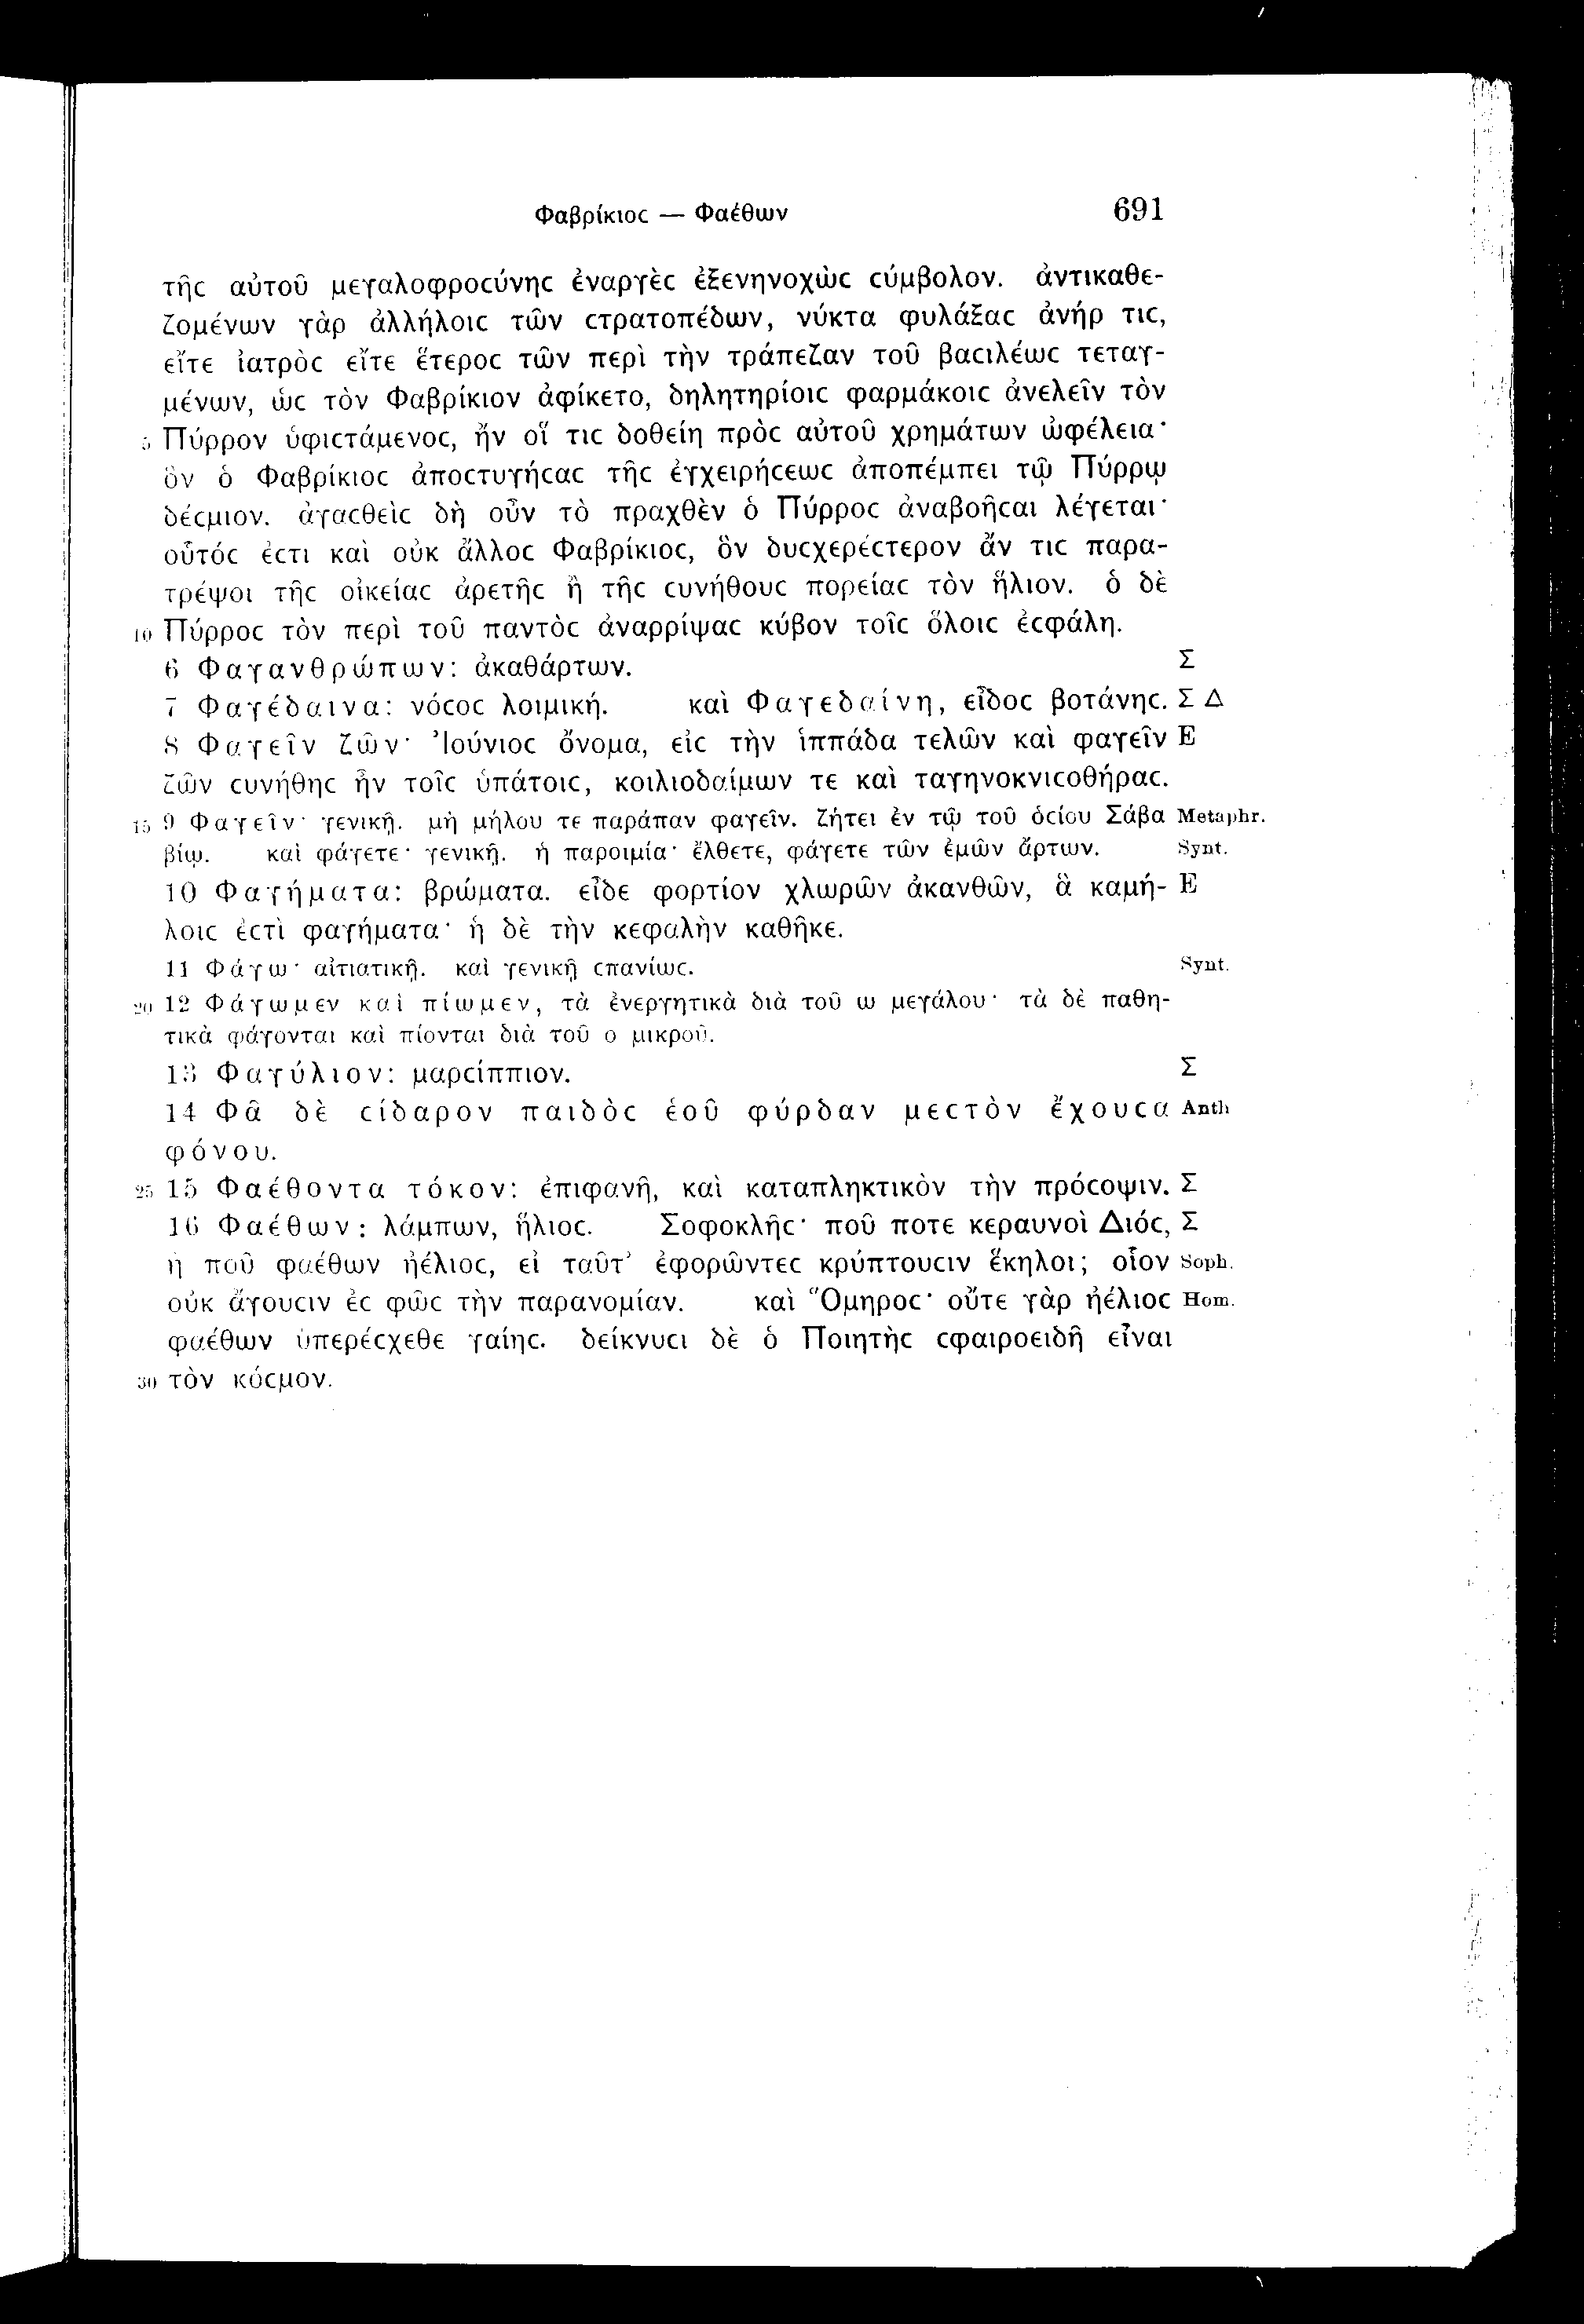 Φαβρίκιοϲ — Φαέθων 691
τῆϲ αὐτοῦ μεγαλοφροϲύνηϲ ἐναργὲϲ ἐξενηνοχὼϲ ϲύμβολον. ἀντικαθε-
ζομένων γὰρ ἀλλήλοιϲ τῶν ϲτρατοπέδων, νύκτα φυλάξαϲ ἀνήρ τιϲ,
εἴτε ἰατρὸϲ εἴτε ἕτεροϲ τῶν περὶ τὴν τράπεζαν τοῦ βαϲιλέωϲ τεταγ-
μένων, ὡϲ τὸν Φαβρίκιον ἀφίκετο, δηλητηρίοιϲ φαρμάκοιϲ ἀνελεῖν τὸν
5 Πύρρον ὑφιϲτάμενοϲ, ἤν οἵ τιϲ δοθείη πρὸϲ αὐτοῦ χρημάτων ὠφέλεια·
ὃν ὁ Φαβρίκιοϲ ἀποϲτυγήϲαϲ τῆϲ ἐγχειρήϲεωϲ ἀποπέμπει τῷ Πύρρῳ
δέϲμιον. ἀγαϲθεὶϲ δὴ οὖν τὸ πραχθὲν ὁ Πύρροϲ ἀναβοῆϲαι λέγεται·
οὗτόϲ ἐϲτι καὶ οὐκ ἄλλοϲ Φαβρίκιοϲ, ὃν δυϲχερέϲτερον ἄν τιϲ παρα-
τρέψοι τῆϲ οἰκείαϲ ἀρετῆϲ ἢ τῆϲ ϲυνήθουϲ πορείαϲ τὸν ἥλιον. ὁ δὲ
10 Πύρροϲ τὸν περὶ τοῦ παντὸϲ ἀναρρίψαϲ κύβον τοῖϲ ὅλοιϲ ἐϲφάλη.
6 Φαγανθρώπων: ἀκαθάρτων. Σ
7 Φαγέδαινα: νόϲοϲ λοιμική. καὶ Φαγεδαίνη, εἶδοϲ βοτάνηϲ. Σ Δ
8 Φαγεῖν ζῶν· Ἰούνιοϲ ὄνομα, εἰϲ τὴν ἱππάδα τελῶν καὶ φαγεῖν Ε
ζῶν ϲυνήθηϲ ἦν τοῖϲ ὑπάτοιϲ, κοιλιοδαίμων τε καὶ ταγηνοκνιϲοθήραϲ.
15 9 Φαγεῖν· γενικῇ. μὴ μήλου τε παράπαν φαγεῖν. ζήτει ἐν τῷ τοῦ ὁϲίου Σάβα Metaphr.
βίῳ. καὶ φάγετε· γενικῇ. ἡ παροιμία· ἔλθετε, φάγετε τῶν ἐμῶν ἄρτων. Synt.
10 Φαγήματα: βρώματα. εἶδε φορτίον χλωρῶν ἀκανθῶν, ἃ καμή- Ε
λοιϲ ἐϲτὶ φαγήματα· ἡ δὲ τὴν κεφαλὴν καθῆκε.
11 Φάγω· αἰτιατικῇ. καὶ γενικῇ ϲπανίωϲ. Synt.
20 12 Φάγωμεν καὶ πίωμεν, τὰ ἐνεργητικὰ διὰ τοῦ ω μεγάλου· τὰ δὲ παθη-
τικὰ φάγονται καὶ πίονται διὰ τοῦ ο μικροῦ.
13 Φαγύλιον: μαρϲίππιον. Σ
14 Φᾶ δὲ ϲίδαρον παιδὸϲ ἑοῦ φύρδαν μεϲτὸν ἔχουϲα Anth
φόνου.
25 15 Φαέθοντα τόκον: ἐπιφανῆ, καὶ καταπληκτικὸν τὴν πρόϲοψιν. Σ
16 Φαέθων: λάμπων, ἥλιοϲ. Σοφοκλῆϲ· ποῦ ποτε κεραυνοὶ Διόϲ, Σ
ἢ ποῦ φαέθων ἠέλιοϲ, εἰ ταῦτ’ ἐφορῶντεϲ κρύπτουϲιν ἕκηλοι; οἷον Soph.
οὐκ ἄγουϲιν ἐϲ φῶϲ τὴν παρανομίαν. καὶ Ὅμηροϲ· οὔτε γὰρ ἠέλιοϲ Hom.
φαέθων ὑπερέϲχεθε γαίηϲ. δείκνυϲι δὲ ὁ Ποιητὴϲ ϲφαιροειδῆ εἶναι
30 τὸν κόϲμον.